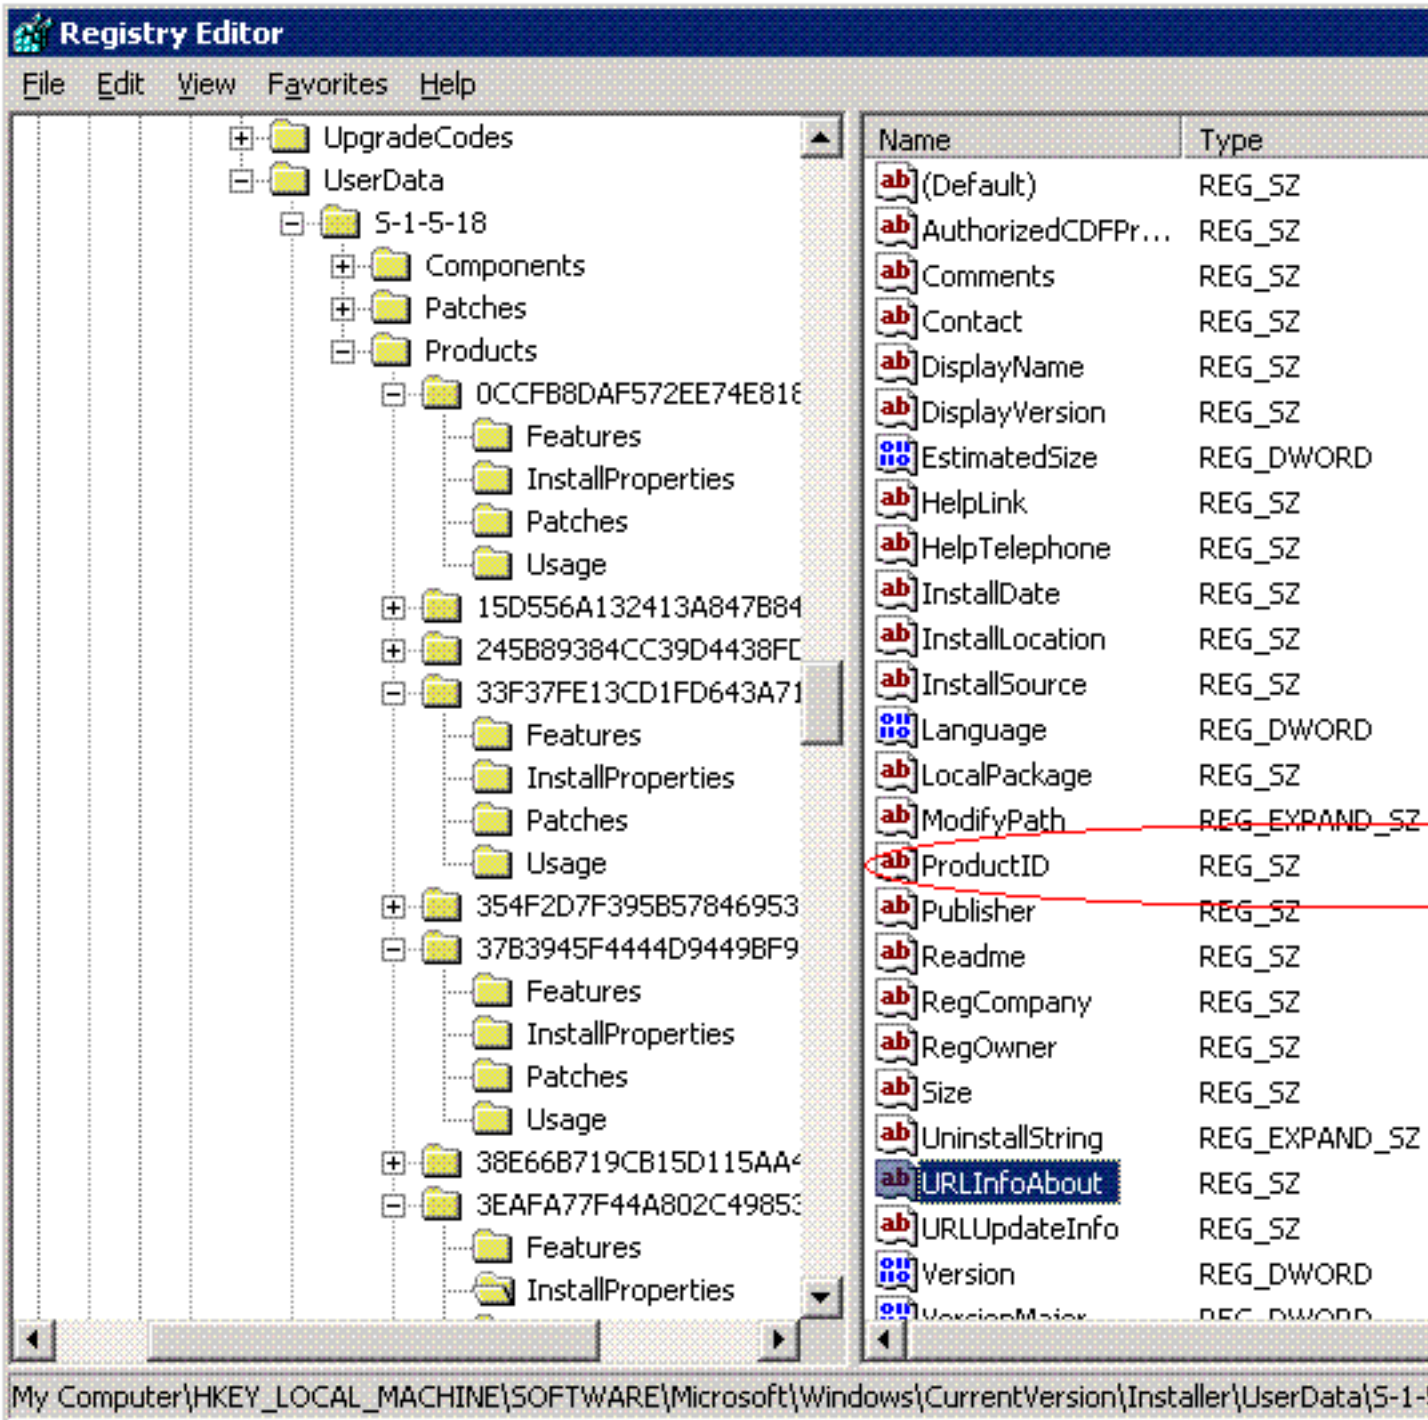 Registry Editor
File Edit View Favorites Help
UpgradeCodes
UserData
S-1-5-18
Components
Patches
Products
0CCFB8DAF572EE74E818
Features
InstallProperties
Patches
Usage
15D556A132413A847B84
245B89384CC39D4438FD
33F37FE13CD1FD643A71
Features
InstallProperties
Patches
Usage
354F2D7F395B57846953
37B3945F4444D9449BF9
Features
InstallProperties
Patches
Usage
38E66B719CB15D115AA4
3EAFA77F44A802C49853
Features
InstallProperties
Name Type
(Default) REG_SZ
AuthorizedCDFPr... REG_SZ
Comments REG_SZ
Contact REG_SZ
DisplayName REG_SZ
DisplayVersion REG_SZ
EstimatedSize REG_DWORD
HelpLink REG_SZ
HelpTelephone REG_SZ
InstallDate REG_SZ
InstallLocation REG_SZ
InstallSource REG_SZ
Language REG_DWORD
LocalPackage REG_SZ
ModifyPath REG_EXPAND_SZ
ProductID REG_SZ
Publisher REG_SZ
Readme REG_SZ
RegCompany REG_SZ
RegOwner REG_SZ
Size REG_SZ
UninstallString REG_EXPAND_SZ
URLInfoAbout REG_SZ
URLUpdateInfo REG_SZ
Version REG_DWORD
VersionMajor REG_DWORD
My Computer\HKEY_LOCAL_MACHINE\SOFTWARE\Microsoft\Windows\CurrentVersion\Installer\UserData\S-1-